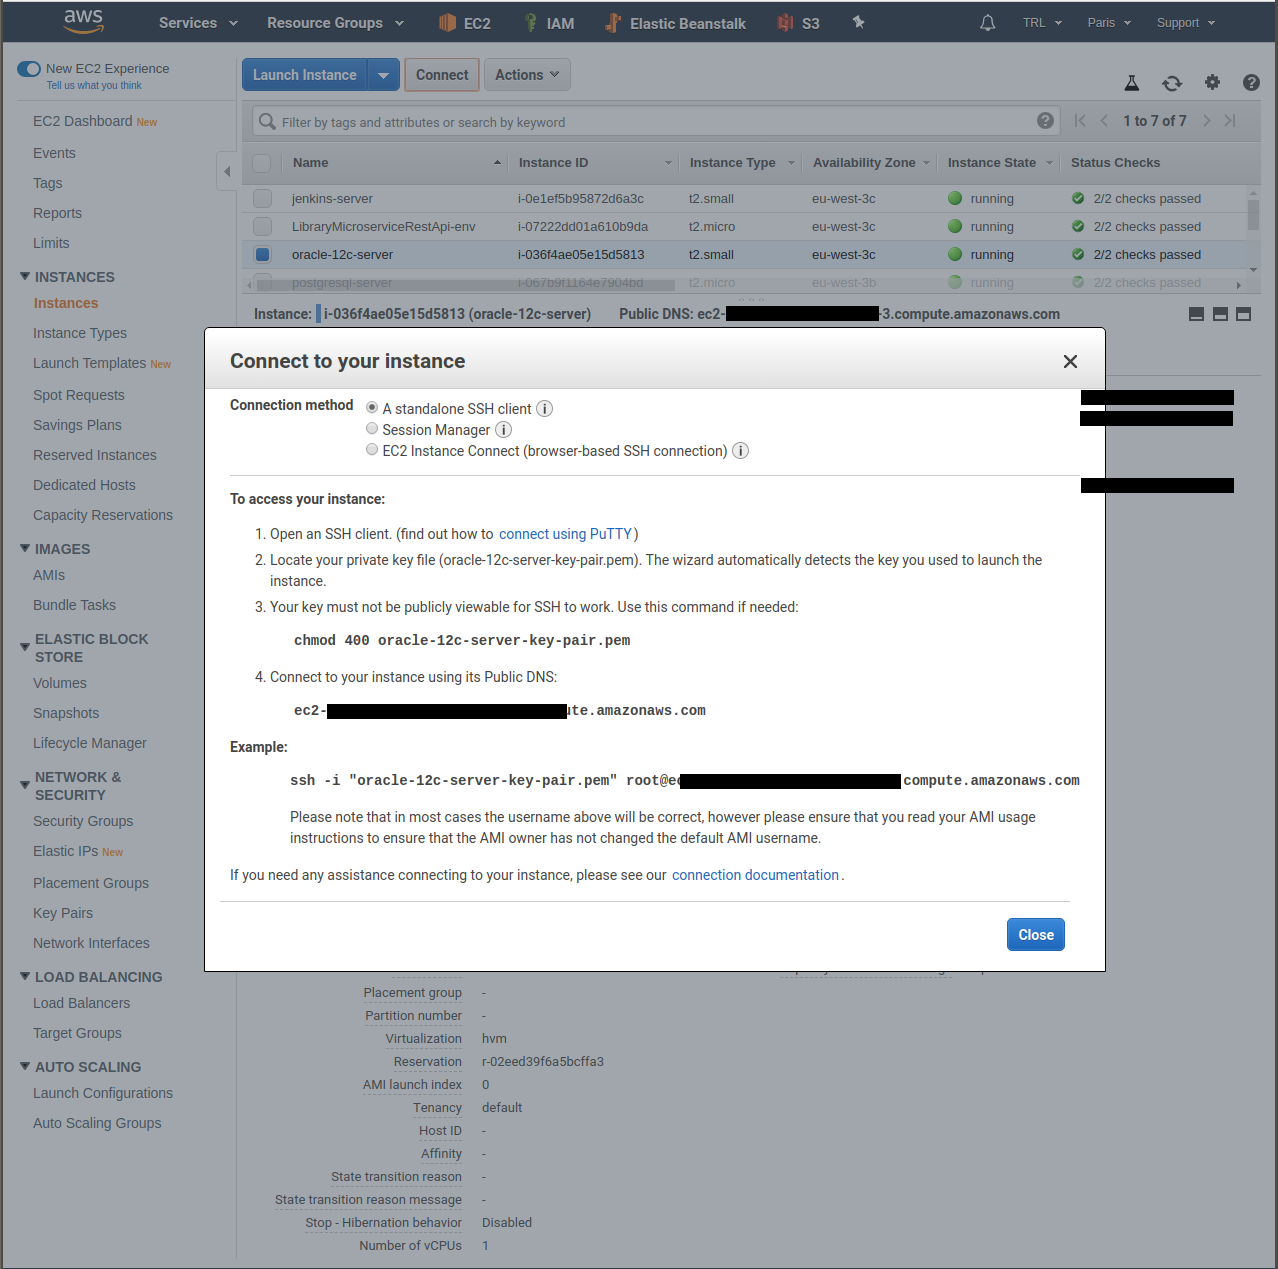 aws Services Resource Groups EC2 IAM Elastic Beanstalk S3 TRL Paris Support
New EC2 Experience
Tell us what you think
EC2 Dashboard New
Events
Tags
Reports
Limits
INSTANCES
Instances
Instance Types
Launch Templates New
Spot Requests
Savings Plans
Reserved Instances
Dedicated Hosts
Capacity Reservations
IMAGES
AMIs
Bundle Tasks
ELASTIC BLOCK
STORE
Volumes
Snapshots
Lifecycle Manager
NETWORK &
SECURITY
Security Groups
Elastic IPs New
Placement Groups
Key Pairs
Network Interfaces
LOAD BALANCING
Load Balancers
Target Groups
AUTO SCALING
Launch Configurations
Auto Scaling Groups
Launch Instance Connect Actions
Filter by tags and attributes or search by keyword 1 to 7 of 7
Name Instance ID Instance Type Availability Zone Instance State Status Checks
jenkins-server i-0e1ef5b95872d6a3c t2.small eu-west-3c running 2/2 checks passed
LibraryMicroserviceRestApi-env i-07222dd01a610b9da t2.micro eu-west-3c running 2/2 checks passed
oracle-12c-server i-036f4ae05e15d5813 t2.small eu-west-3c running 2/2 checks passed
postgresql-server i-067b9f1164e7904bd t2.micro eu-west-3b running 2/2 checks passed
Instance: i-036f4ae05e15d5813 (oracle-12c-server) Public DNS: ec2- -3.compute.amazonaws.com
Connect to your instance
Connection method A standalone SSH client
Session Manager
EC2 Instance Connect (browser-based SSH connection)
To access your instance:
1. Open an SSH client. (find out how to connect using PuTTY)
2. Locate your private key file (oracle-12c-server-key-pair.pem). The wizard automatically detects the key you used to launch the
instance.
3. Your key must not be publicly viewable for SSH to work. Use this command if needed:
chmod 400 oracle-12c-server-key-pair.pem
4. Connect to your instance using its Public DNS:
ec2- ute.amazonaws.com
Example:
ssh -i "oracle-12c-server-key-pair.pem" root@ec compute.amazonaws.com
Please note that in most cases the username above will be correct, however please ensure that you read your AMI usage
instructions to ensure that the AMI owner has not changed the default AMI username.
If you need any assistance connecting to your instance, please see our connection documentation.
Close
Placement group -
Partition number -
Virtualization hvm
Reservation r-02eed39f6a5bcffa3
AMI launch index 0
Tenancy default
Host ID -
Affinity -
State transition reason -
State transition reason message -
Stop - Hibernation behavior Disabled
Number of vCPUs 1